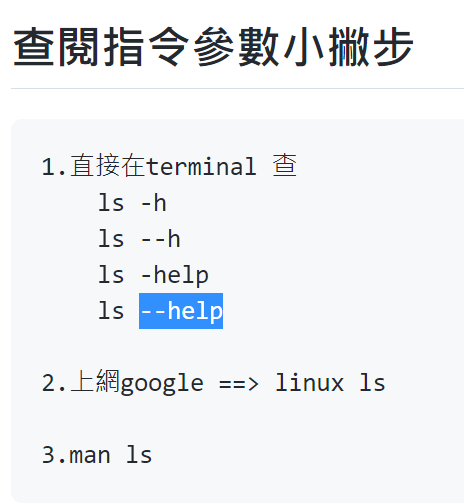 查閱指令參數小撇步
1.直接在terminal 查
ls -h
ls --h
ls -help
ls --help
2.上網google ==> linux ls
3.man ls